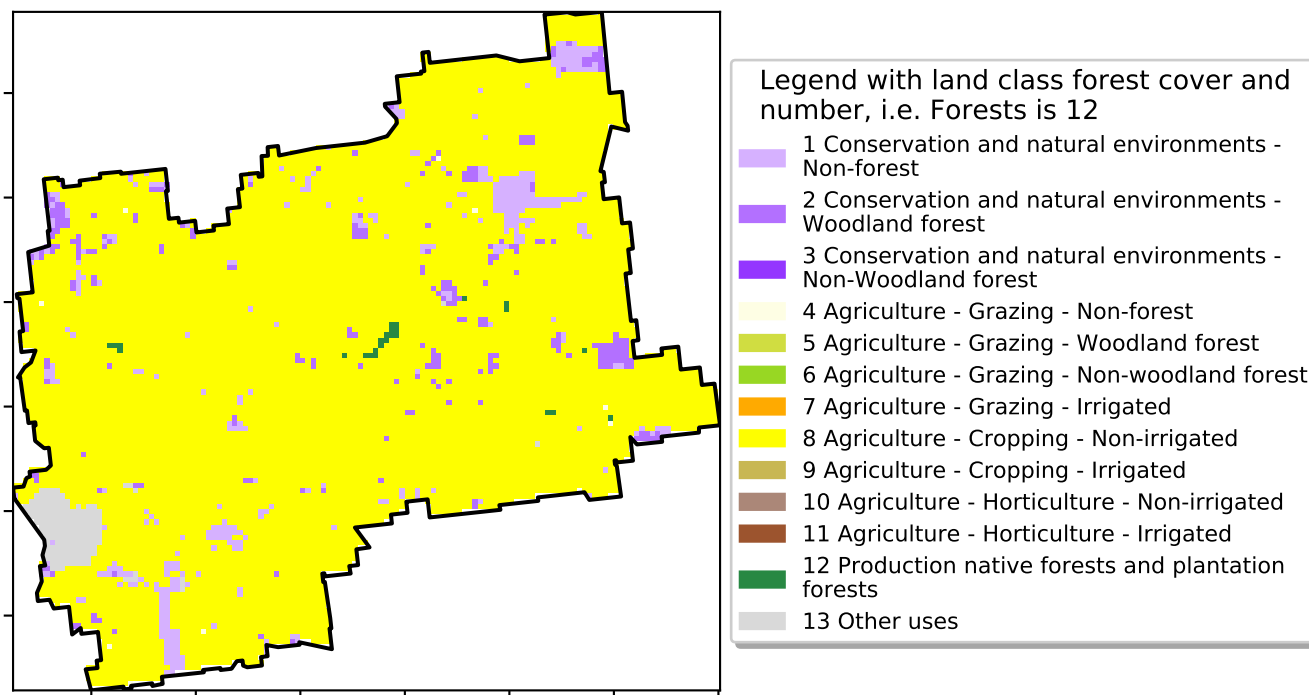 Legend with land class forest cover and
number, i.e. Forests is 12
1 Conservation and natural environments -
Non-forest
2 Conservation and natural environments -
Woodland forest
3 Conservation and natural environments -
Non-Woodland forest
4 Agriculture - Grazing - Non-forest
5 Agriculture - Grazing - Woodland forest
6 Agriculture - Grazing - Non-woodland forest
7 Agriculture - Grazing - Irrigated
8 Agriculture - Cropping - Non-irrigated
9 Agriculture - Cropping - Irrigated
10 Agriculture - Horticulture - Non-irrigated
11 Agriculture - Horticulture - Irrigated
12 Production native forests and plantation
forests
13 Other uses